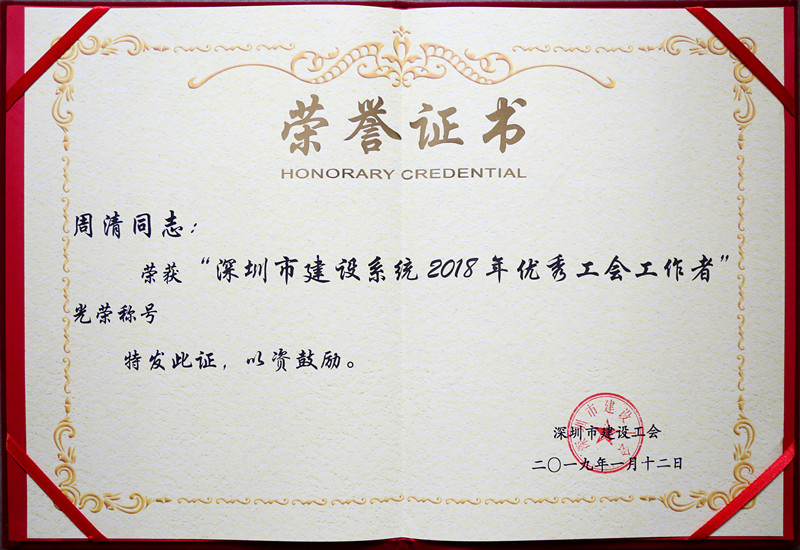 荣誉证书
HONORARY CREDENTIAL
周清同志：
荣获“深圳市建设系统2018年优秀工会工作者”
光荣称号
特发此证，以资鼓励。
深圳市建设工会
二〇一九年一月十二日